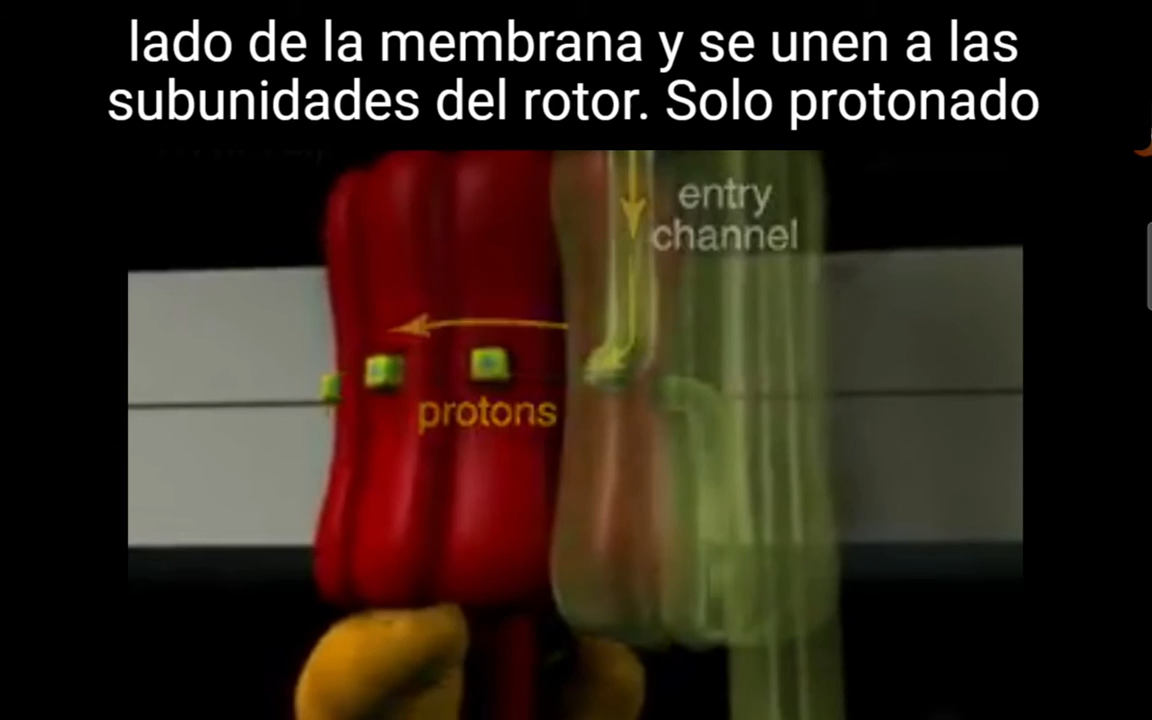 lado de la membrana y se unen a las
subunidades del rotor. Solo protonado
entry
channel
protons